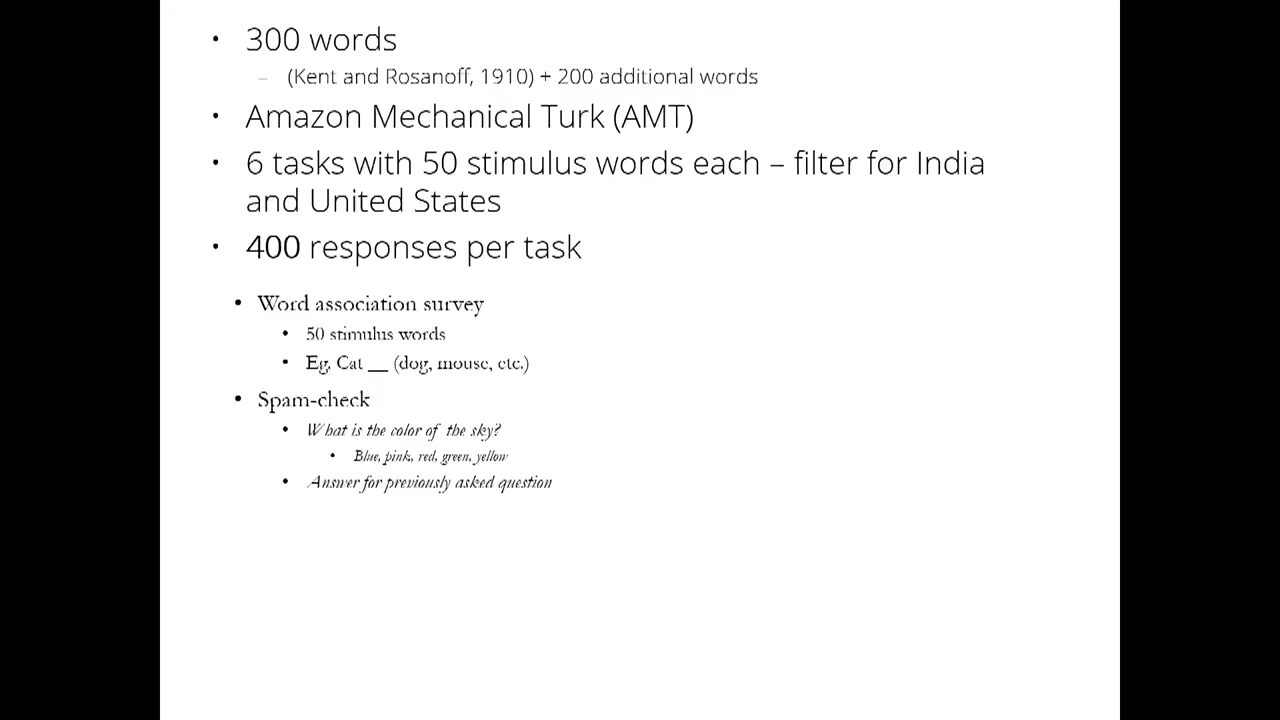 • 300 words
– (Kent and Rosanoff, 1910) + 200 additional words
• Amazon Mechanical Turk (AMT)
• 6 tasks with 50 stimulus words each – filter for India
and United States
• 400 responses per task
• Word association survey
• 50 stimulus words
• Eg. Cat __ (dog, mouse, etc.)
• Spam-check
• What is the color of the sky?
• Blue, pink, red, green, yellow
• Answer for previously asked question